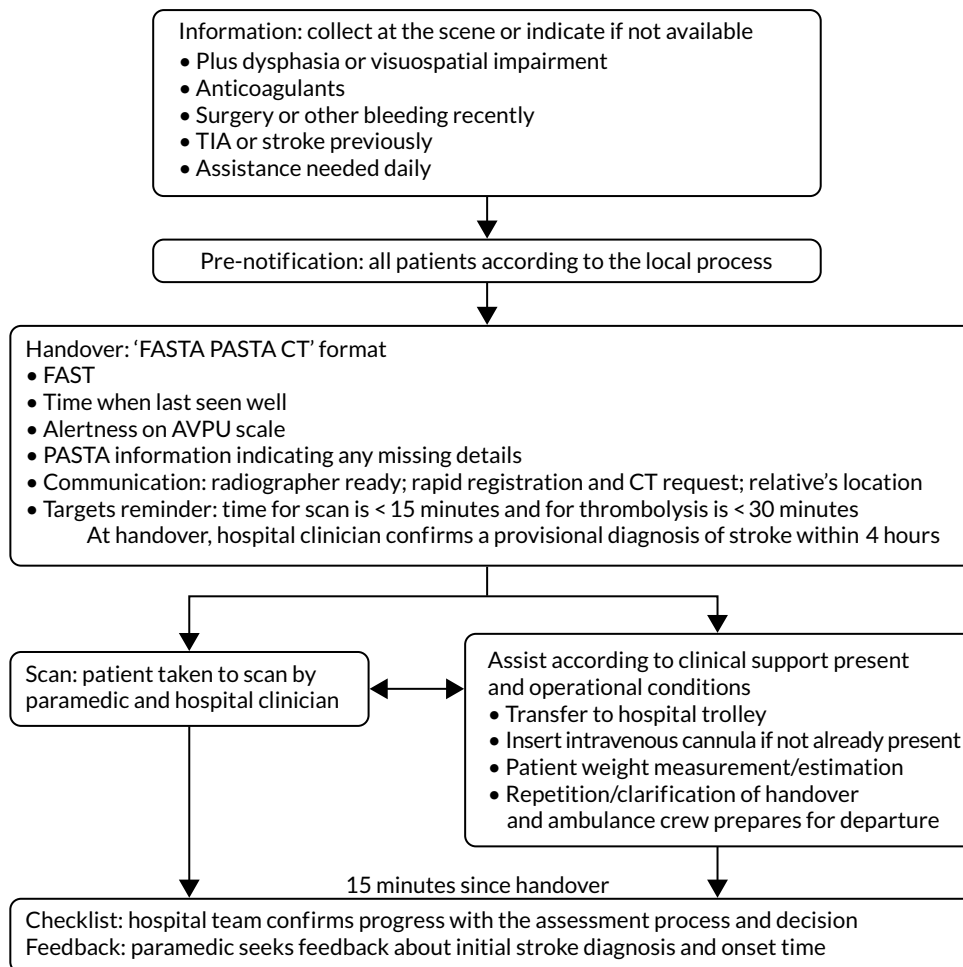 Information: collect at the scene or indicate if not available
• Plus dysphasia or visuospatial impairment
• Anticoagulants
• Surgery or other bleeding recently
• TIA or stroke previously
• Assistance needed daily
Pre-notification: all patients according to the local process
Handover: ‘FASTA PASTA CT’ format
• FAST
• Time when last seen well
• Alertness on AVPU scale
• PASTA information indicating any missing details
• Communication: radiographer ready; rapid registration and CT request; relative’s location
• Targets reminder: time for scan is < 15 minutes and for thrombolysis is < 30 minutes
At handover, hospital clinician confirms a provisional diagnosis of stroke within 4 hours
Scan: patient taken to scan by
paramedic and hospital clinician
Assist according to clinical support present
and operational conditions
• Transfer to hospital trolley
• Insert intravenous cannula if not already present
• Patient weight measurement/estimation
• Repetition/clarification of handover
and ambulance crew prepares for departure
15 minutes since handover
Checklist: hospital team confirms progress with the assessment process and decision
Feedback: paramedic seeks feedback about initial stroke diagnosis and onset time